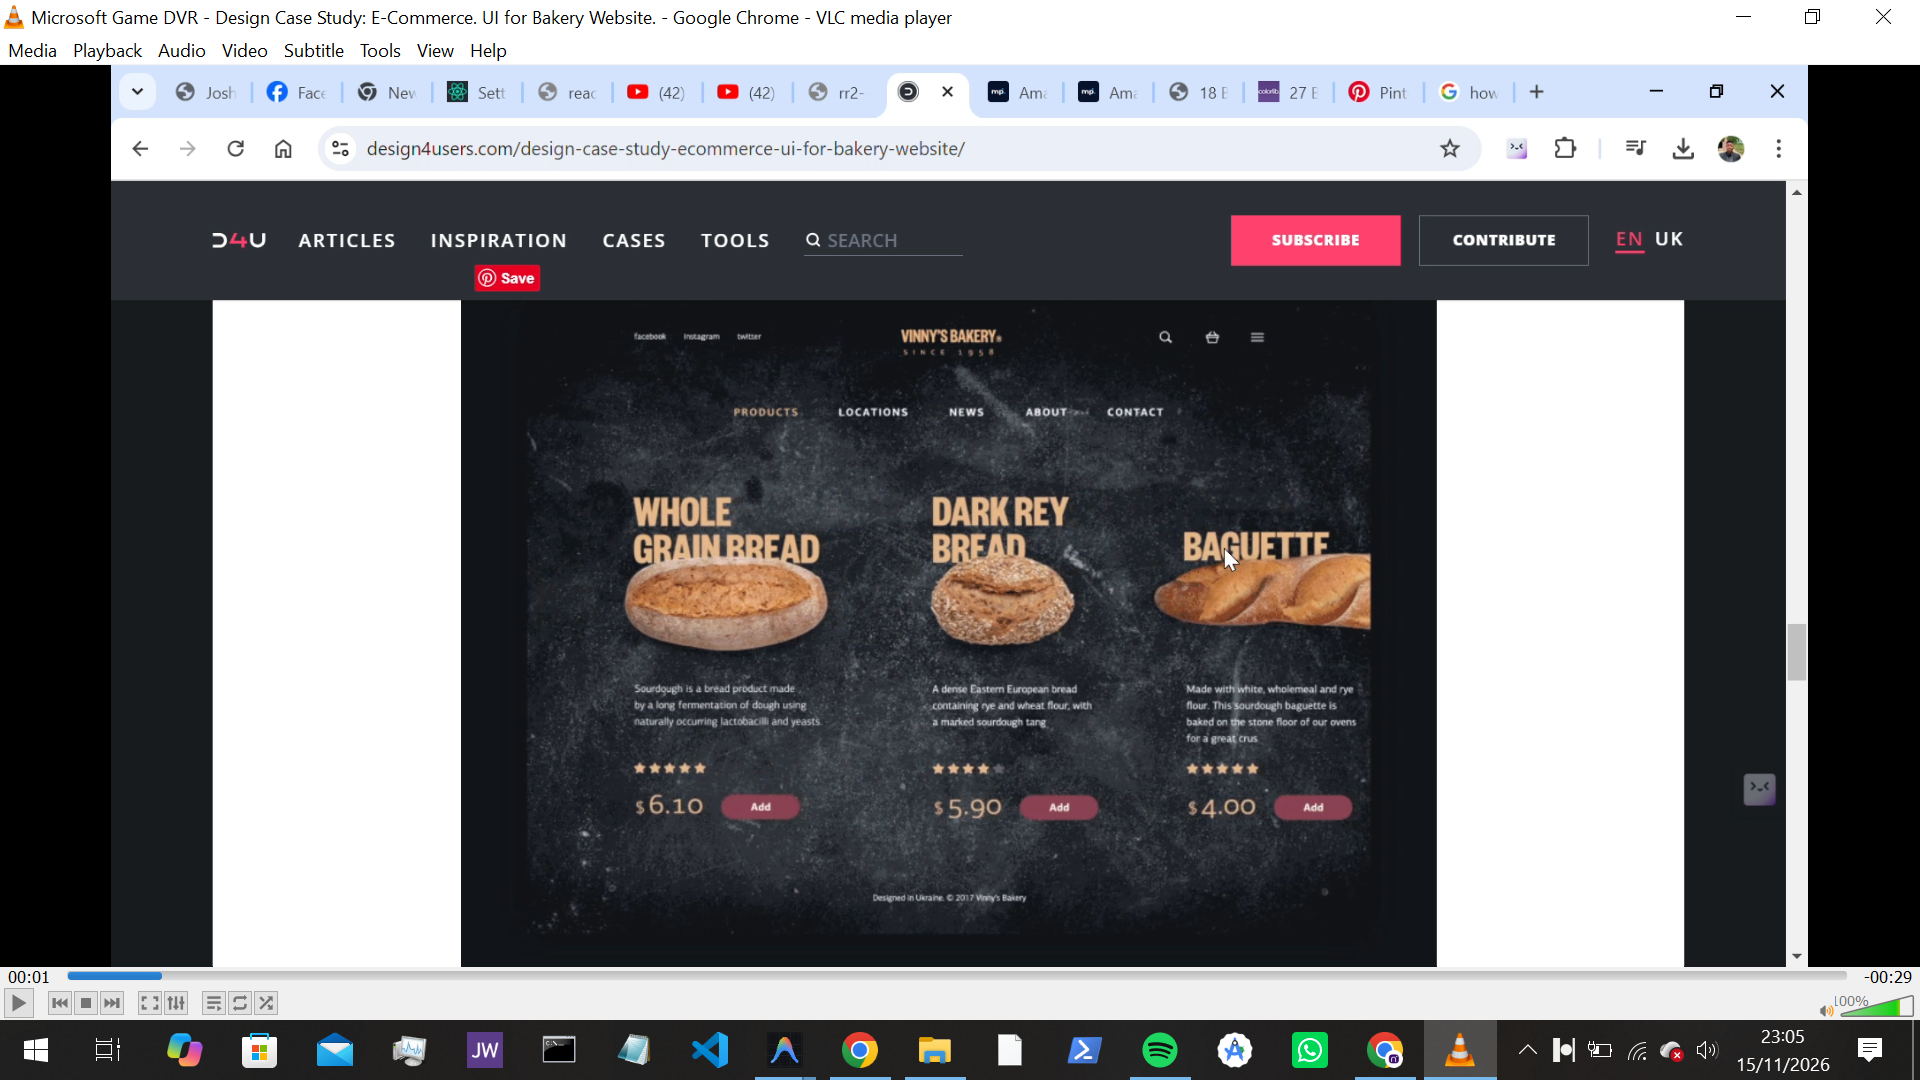 Microsoft Game DVR - Design Case Study: E-Commerce. UI for Bakery Website. - Google Chrome - VLC media player
Media Playback Audio Video Subtitle Tools View Help
Josh Face New Sett reac (42) (42) rr2- Ama Ama 18 E 27 E Pint how
design4users.com/design-case-study-ecommerce-ui-for-bakery-website/
D4U ARTICLES INSPIRATION CASES TOOLS SEARCH SUBSCRIBE CONTRIBUTE EN UK
Save
facebook instagram twitter VINNY'S BAKERY
SINCE 1958
PRODUCTS LOCATIONS NEWS ABOUT CONTACT
WHOLE
GRAIN BREAD
DARK REY
BREAD
BAGUETTE
Sourdough is a bread product made
by a long fermentation of dough using
naturally occurring lactobacilli and yeasts.
A dense Eastern European bread
containing rye and wheat flour, with
a marked sourdough tang
Made with white, wholemeal and rye
flour. This sourdough baguette is
baked on the stone floor of our ovens
for a great crus
$6.10 Add
$5.90 Add
$4.00 Add
Designed in Ukraine. © 2017 Vinny's Bakery
00:01 -00:29
100%
JW
23:05
15/11/2026